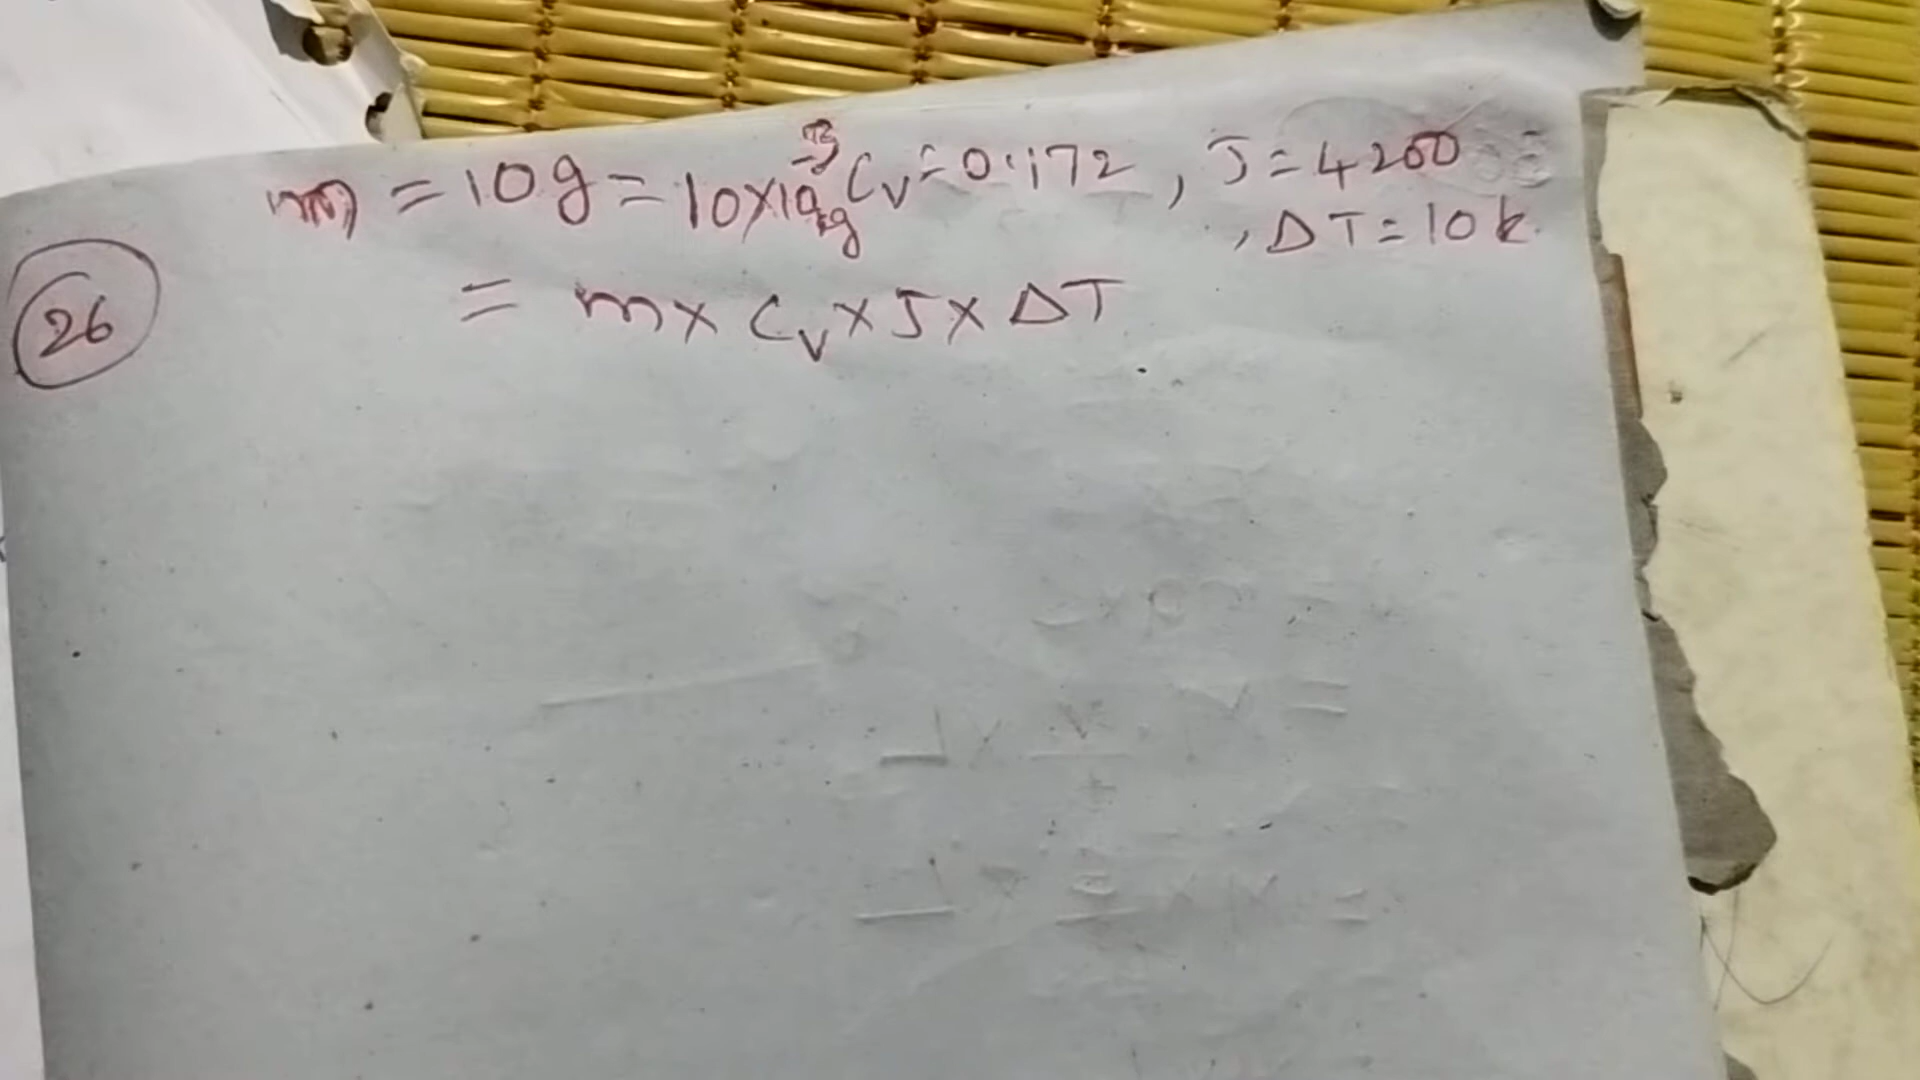 m = 10g = 10×10⁻³kg Cv = 0.172, J = 4200
, ΔT = 10k
26
= m× Cv × J × ΔT